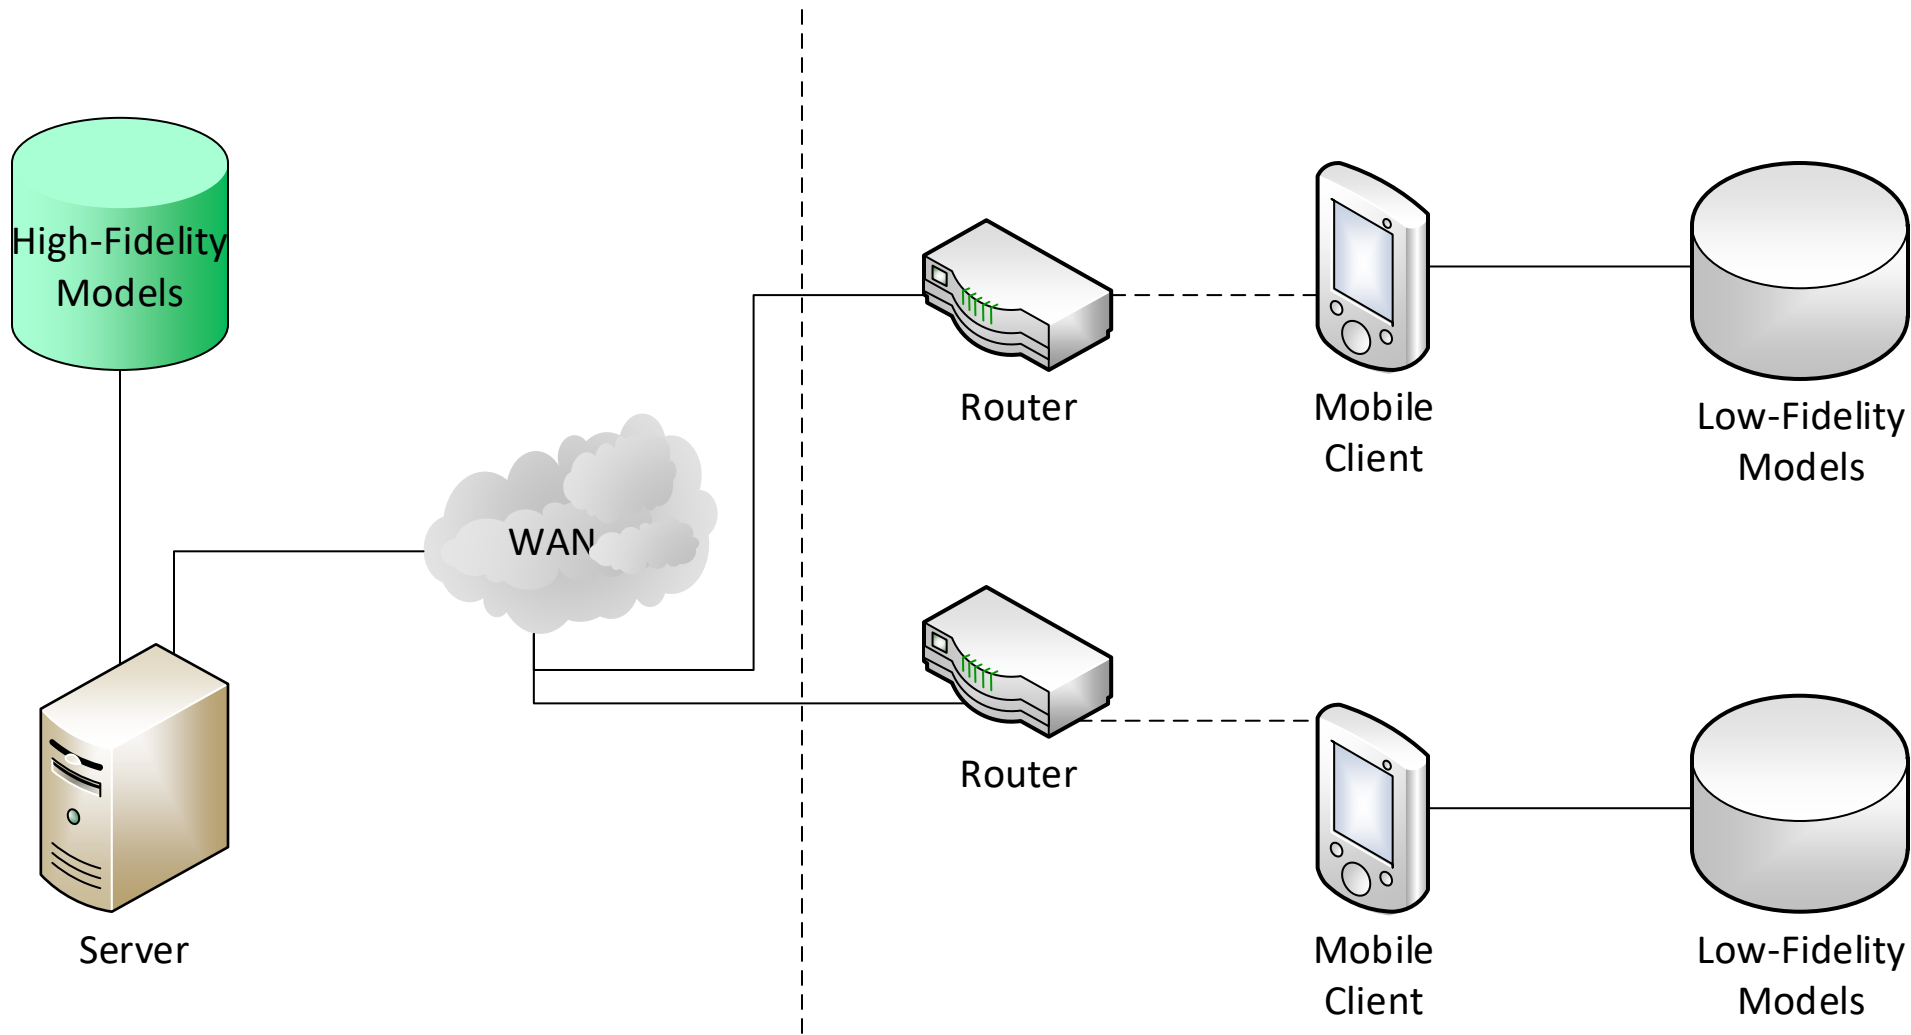 High-Fidelity
Models
Server
WAN
Router
Mobile
Client
Low-Fidelity
Models
Router
Mobile
Client
Low-Fidelity
Models